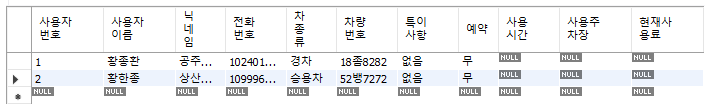 사용자번호 사용자이름 닉네임 전화번호 차종류 차량번호 특이사항 예약 사용시간 사용주차장 현재사용료
1 황종환 공주... 102401... 경차 18종8282 없음 무 NULL NULL NULL
2 황한종 상산... 109996... 승용차 52뱅7272 없음 무 NULL NULL NULL
NULL NULL NULL NULL NULL NULL NULL NULL NULL NULL NULL